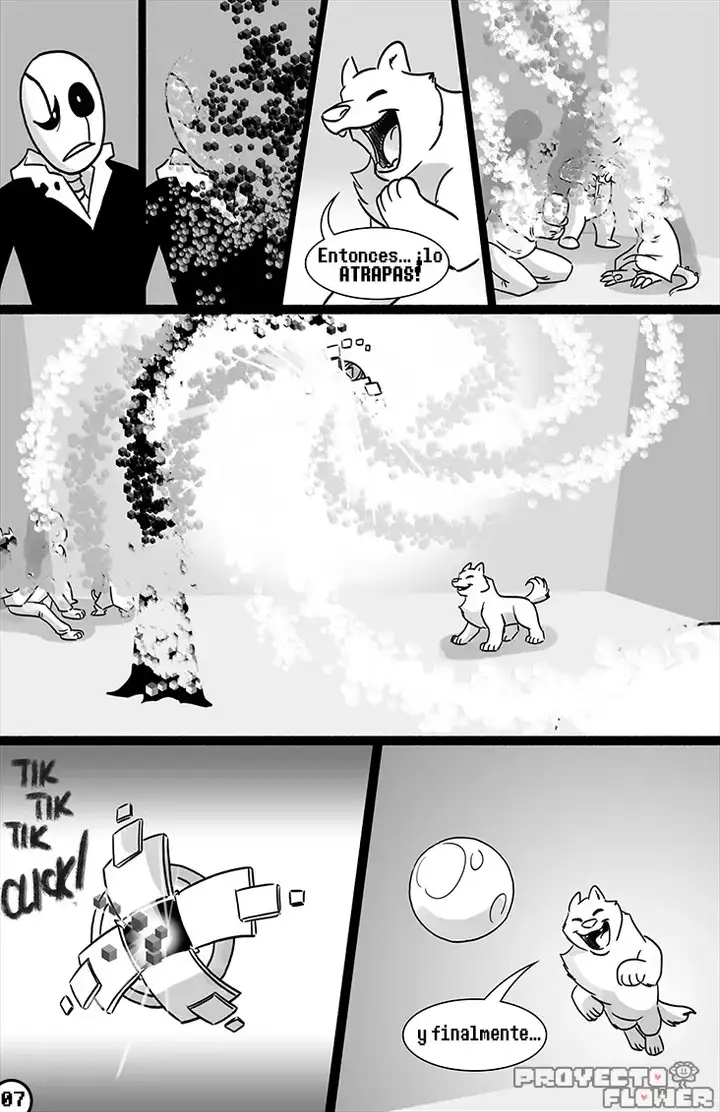 Entonces... ¡lo
ATRAPAS!
TIK
TIK
TIK
CLICK!
y finalmente...
07
PROYECTO
FLOWER